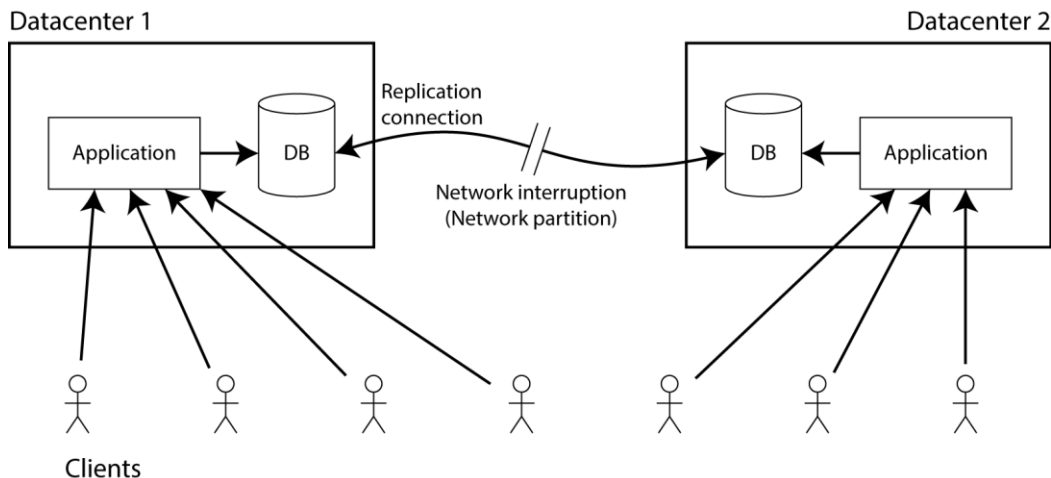 Datacenter 1
Datacenter 2
Replication
connection
Application
DB
DB
Application
Network interruption
(Network partition)
Clients